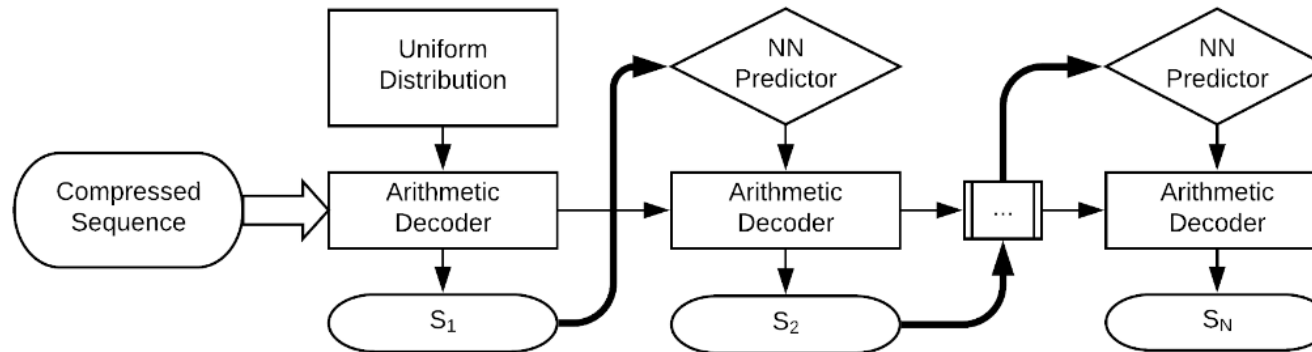 Uniform
Distribution
NN
Predictor
NN
Predictor
Compressed
Sequence
Arithmetic
Decoder
Arithmetic
Decoder
...
Arithmetic
Decoder
S₁
S₂
Sₙ